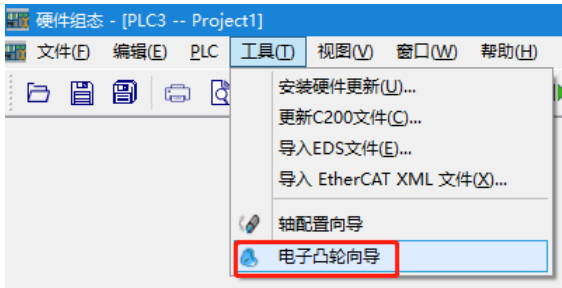 硬件组态 - [PLC3 -- Project1]
文件(F) 编辑(E) PLC 工具(T) 视图(V) 窗口(W) 帮助(H)
安装硬件更新(U)...
更新C200文件(C)...
导入EDS文件(E)...
导入 EtherCAT XML 文件(X)...
轴配置向导
电子凸轮向导